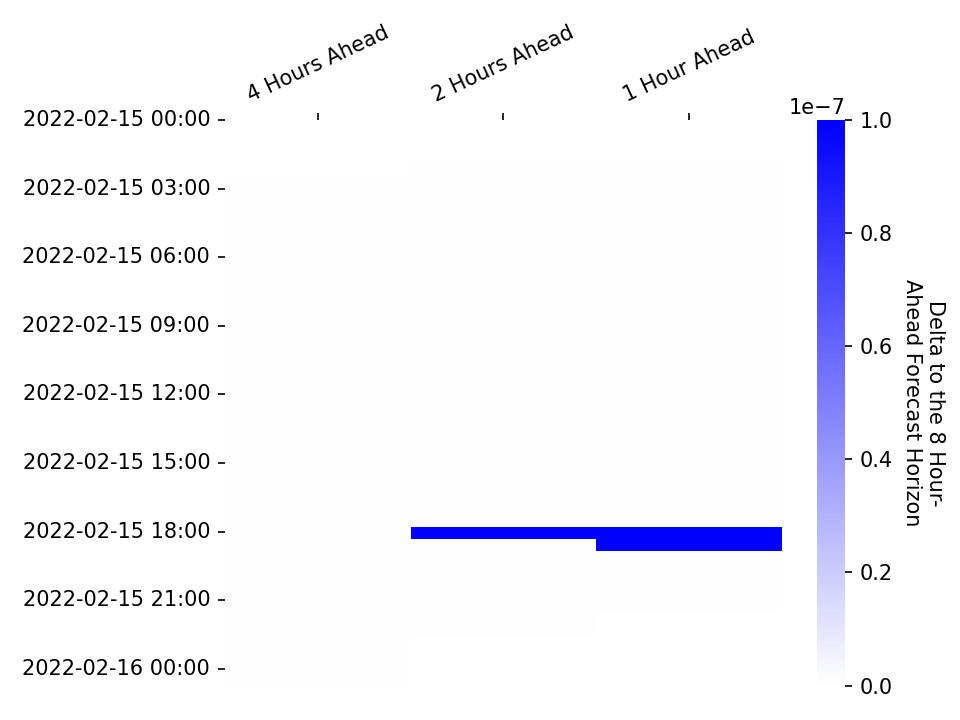 4 Hours Ahead
2 Hours Ahead
1 Hour Ahead
2022-02-15 00:00
2022-02-15 03:00
2022-02-15 06:00
2022-02-15 09:00
2022-02-15 12:00
2022-02-15 15:00
2022-02-15 18:00
2022-02-15 21:00
2022-02-16 00:00
1e−7
1.0
0.8
0.6
0.4
0.2
0.0
Delta to the 8 Hour-
Ahead Forecast Horizon